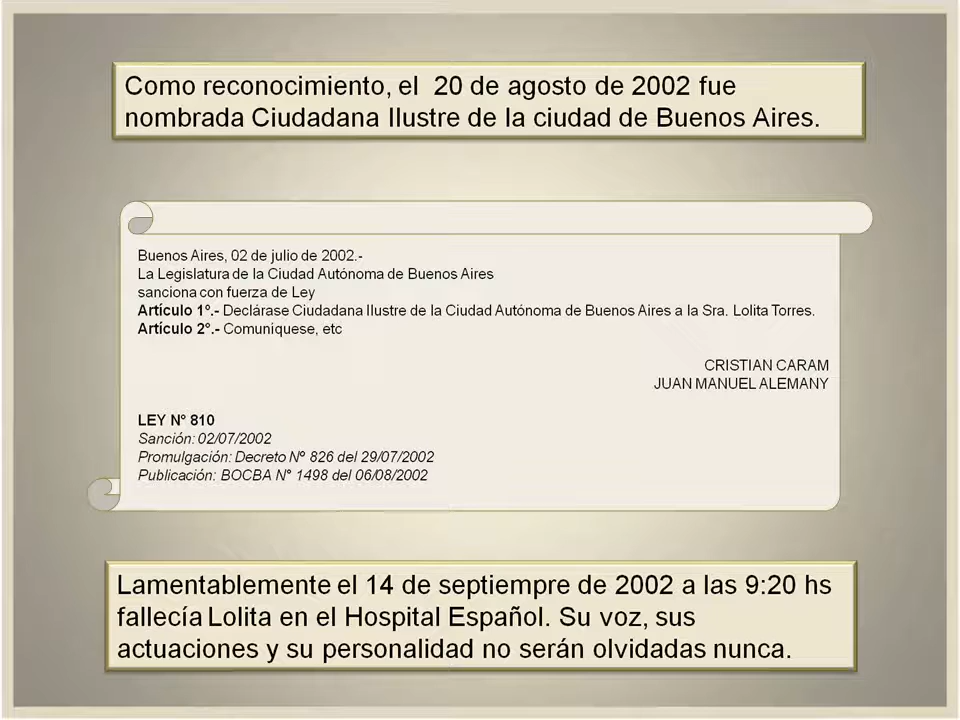 Como reconocimiento, el  20 de agosto de 2002 fue
nombrada Ciudadana Ilustre de la ciudad de Buenos Aires.
Buenos Aires, 02 de julio de 2002.-
La Legislatura de la Ciudad Autónoma de Buenos Aires
sanciona con fuerza de Ley
Artículo 1º.- Declárase Ciudadana Ilustre de la Ciudad Autónoma de Buenos Aires a la Sra. Lolita Torres.
Artículo 2°.- Comuníquese, etc
CRISTIAN CARAM
JUAN MANUEL ALEMANY
LEY N° 810
Sanción: 02/07/2002
Promulgación: Decreto Nº 826 del 29/07/2002
Publicación: BOCBA N° 1498 del 06/08/2002
Lamentablemente el 14 de septiempre de 2002 a las 9:20 hs
fallecía Lolita en el Hospital Español. Su voz, sus
actuaciones y su personalidad no serán olvidadas nunca.